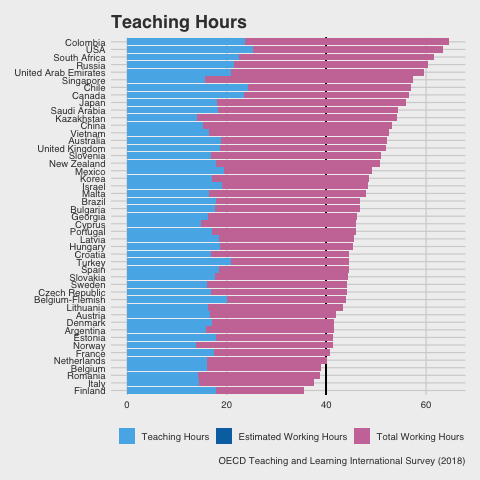 Teaching Hours
Colombia
USA
South Africa
Russia
United Arab Emirates
Singapore
Chile
Canada
Japan
Saudi Arabia
Kazakhstan
China
Vietnam
Australia
United Kingdom
Slovenia
New Zealand
Mexico
Korea
Israel
Malta
Brazil
Bulgaria
Georgia
Cyprus
Portugal
Latvia
Hungary
Croatia
Turkey
Spain
Slovakia
Sweden
Czech Republic
Belgium-Flemish
Lithuania
Austria
Denmark
Argentina
Estonia
Norway
France
Netherlands
Belgium
Romania
Italy
Finland
0 20 40 60
Teaching Hours Estimated Working Hours Total Working Hours
OECD Teaching and Learning International Survey (2018)